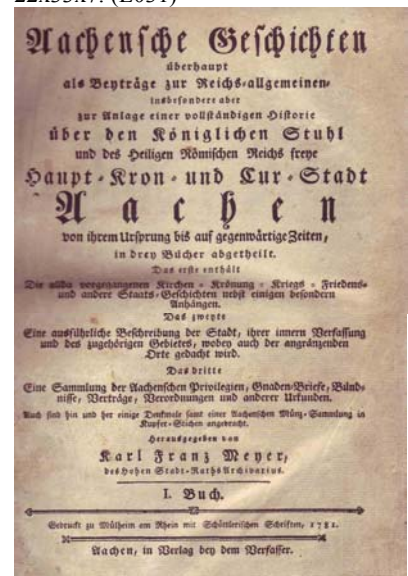 22x35x7. (E631)
Aachensche Geschichten
überhaupt
als Beyträge zur Reichs-allgemeinen-
insbesondere aber
zur Anlage einer vollständigen Historie
über den Königlichen Stuhl
und des Heiligen Römischen Reichs freye
Haupt-Kron-und Cur-Stadt
Aachen
von ihrem Ursprung bis auf gegenwärtige Zeiten,
in drey Bücher abgetheilt.
Das erste enthält
Die allda vorgegangenen Kirchen - Krönung - Kriegs - Friedens-
und andere Staats-Geschichten nebst einigen besondern
Anhängen.
Das zweyte
Eine ausführliche Beschreibung der Stadt, ihrer innern Verfassung
und des zugehörigen Gebietes, wobey auch der angränzenden
Orte gedacht wird.
Das dritte
Eine Sammlung der Aachenschen Privilegien, Gnaden-Briefe, Bünd-
nisse, Verträge, Verordnungen und anderer Urkunden.
Auch sind hin und her einige Denkmale samt einer Aachenschen Münz-Sammlung in
Kupfer-Stichen angebracht.
Herausgegeben von
Karl Franz Meyer,
des Hohen Stadt-Raths Archivarius.
I. Buch.
Gedruckt zu Mülheim am Rhein mit Schöttlerischen Schriften, 1781.
Aachen, in Verlag bey dem Verfasser.